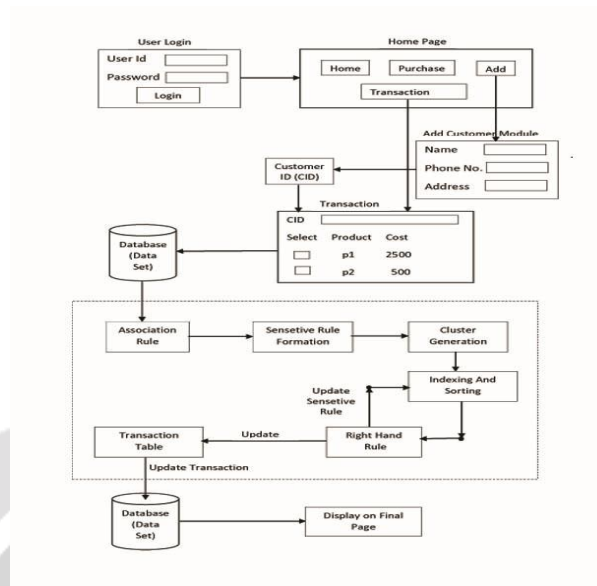 User Login
User Id
Password
Login
Home Page
Home
Purchase
Add
Transaction
Add Customer Module
Name
Phone No.
Address
Customer
ID (CID)
Transaction
CID
Select Product Cost
p1 2500
p2 500
Database
(Data
Set)
Association
Rule
Sensetive Rule
Formation
Cluster
Generation
Indexing And
Sorting
Update
Sensetive
Rule
Right Hand
Rule
Update
Transaction
Table
Update Transaction
Database
(Data
Set)
Display on Final
Page